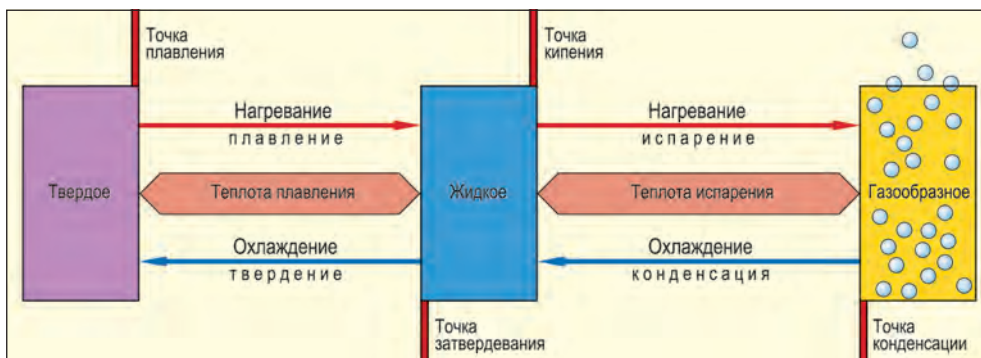 Точка
плавления
Точка
кипения
Нагревание
плавление
Нагревание
испарение
Твердое
Теплота плавления
Жидкое
Теплота испарения
Газообразное
Охлаждение
твердение
Охлаждение
конденсация
Точка
затвердевания
Точка
конденсации